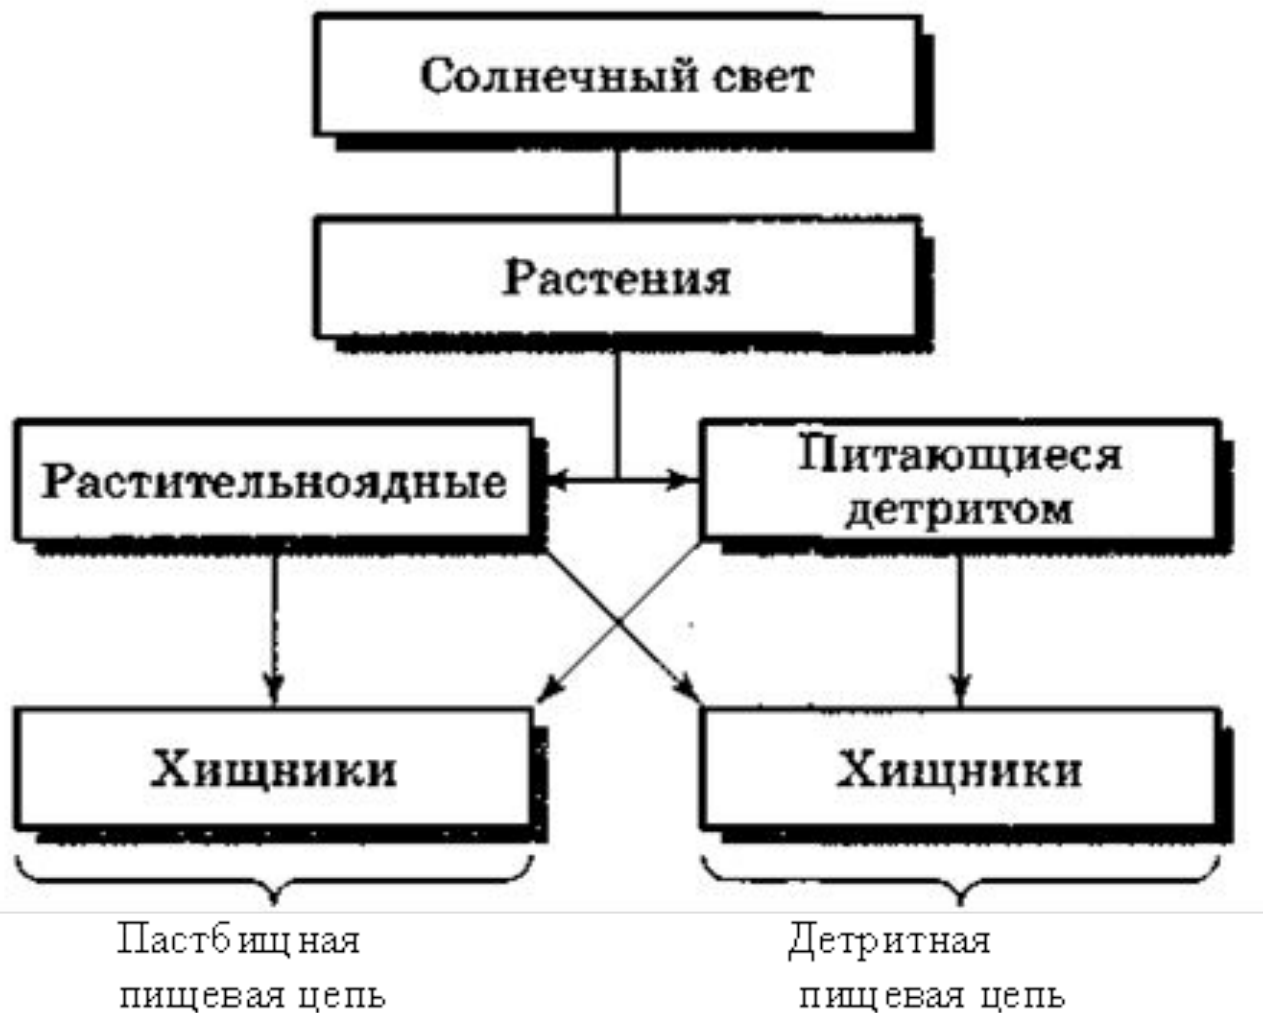 Солнечный свет
Растения
Растительноядные
Питающиеся
детритом
Хищники
Хищники
Пастбищная
пищевая цепь
Детритная
пищевая цепь